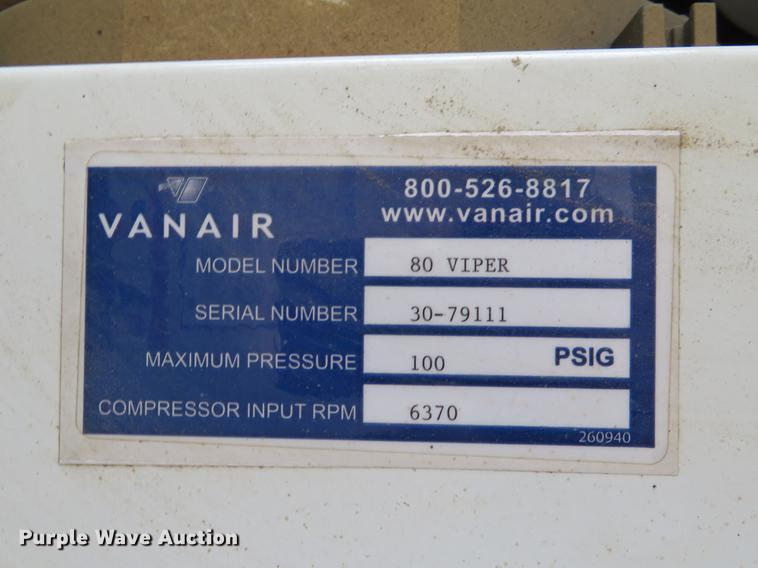 800-526-8817
VANAIR www.vanair.com
MODEL NUMBER 80 VIPER
SERIAL NUMBER 30-79111
MAXIMUM PRESSURE 100 PSIG
COMPRESSOR INPUT RPM 6370
260940
Purple Wave Auction